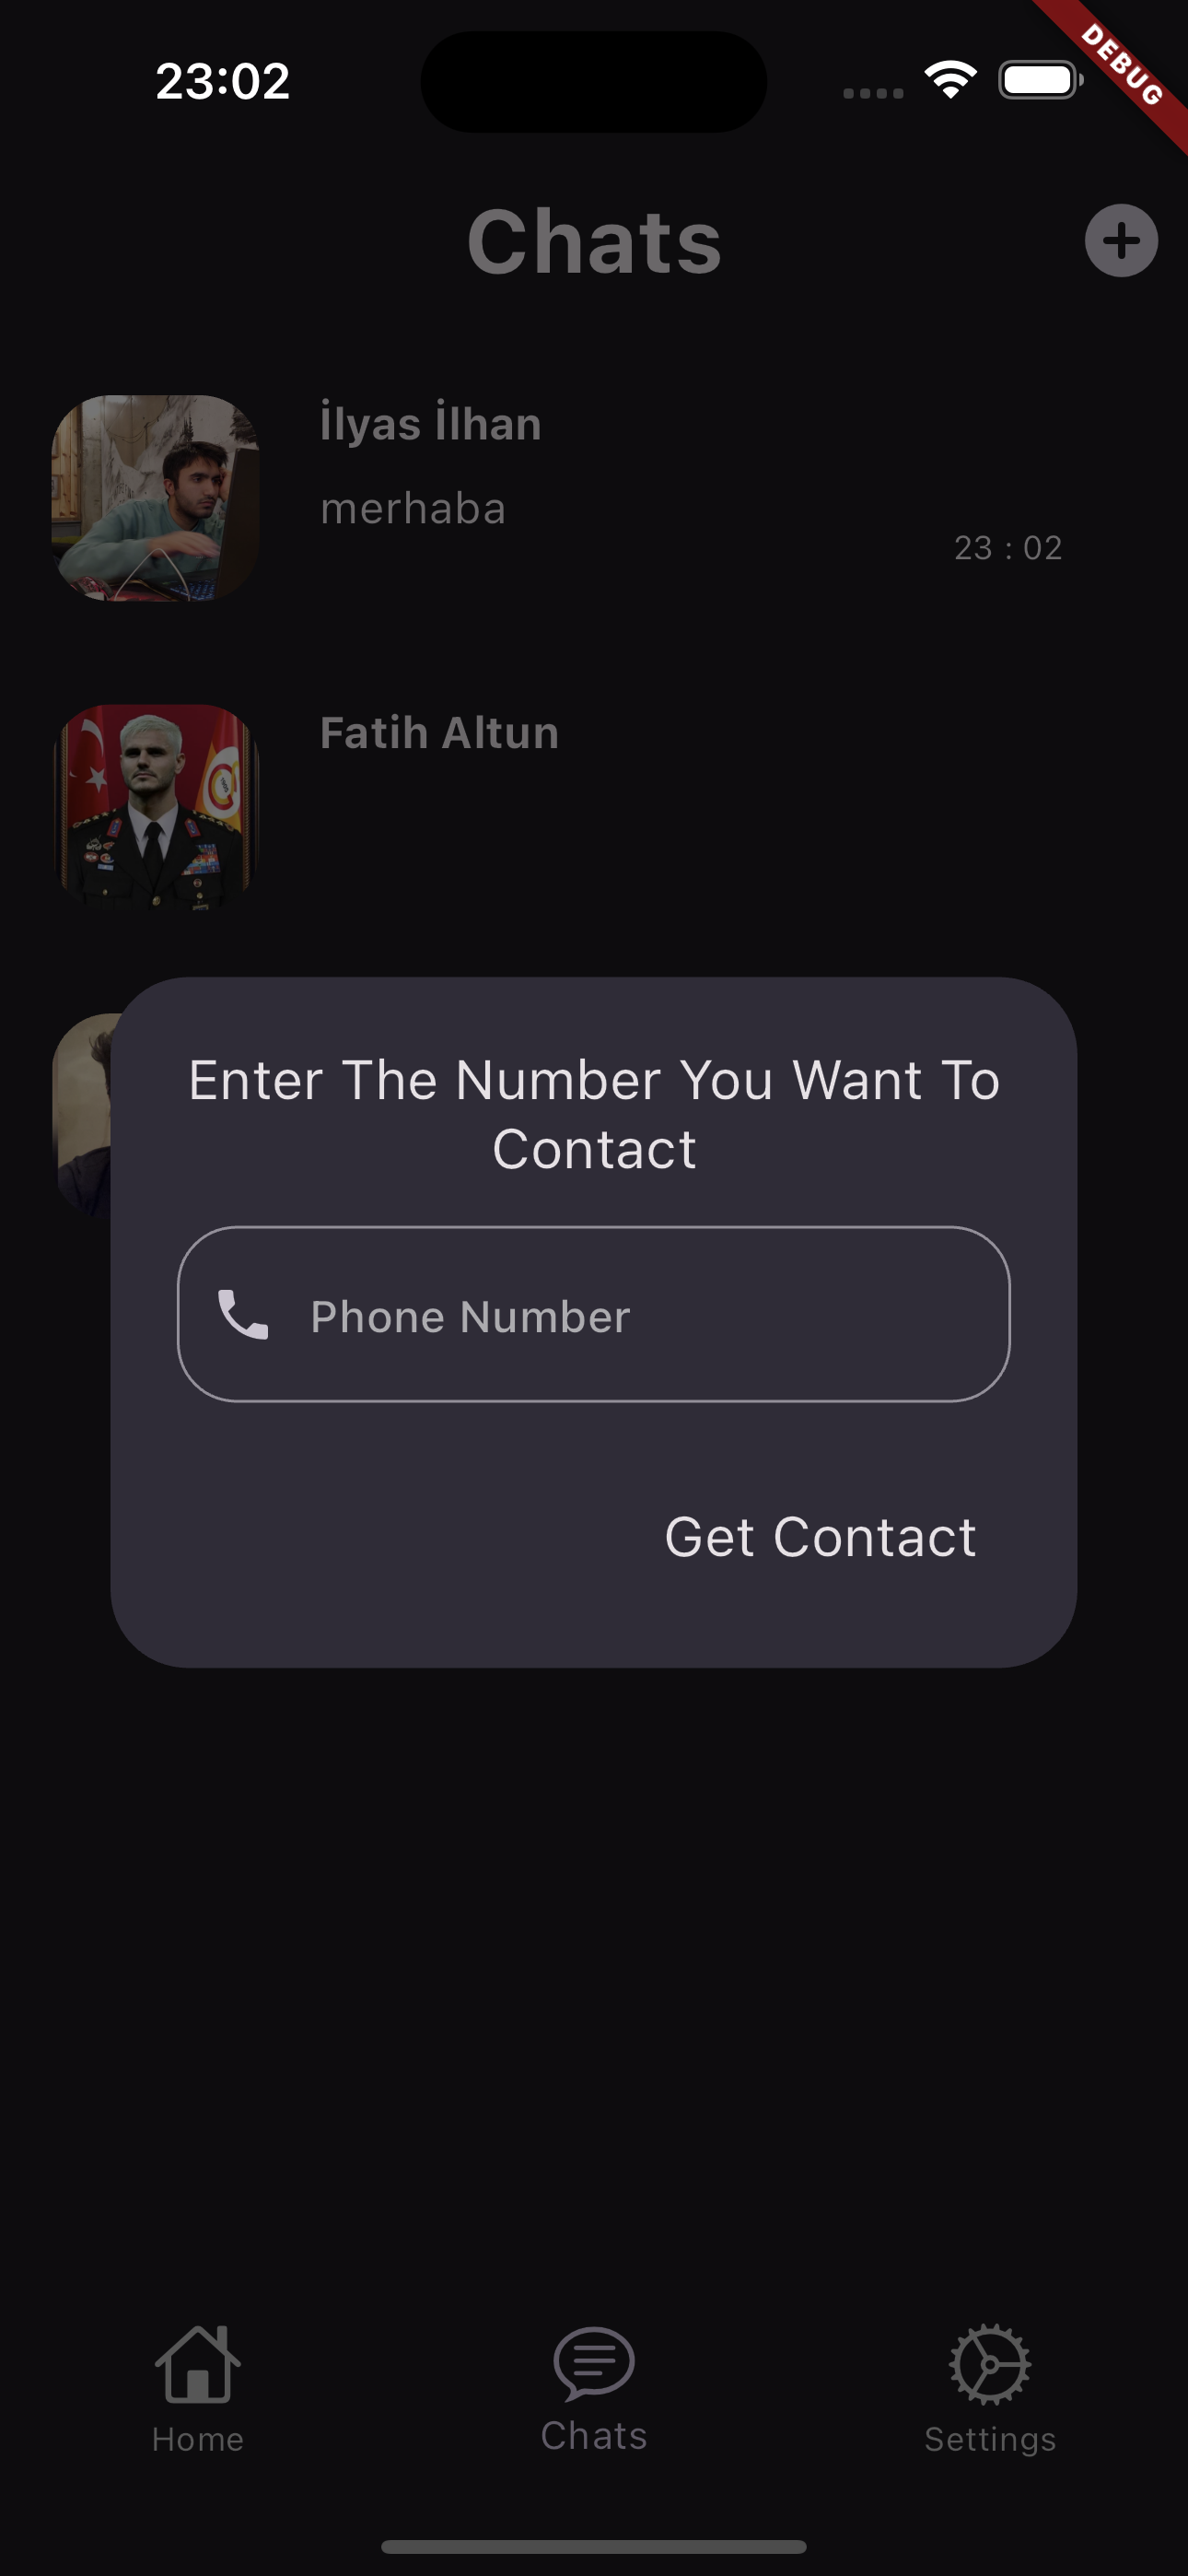 23:02
DEBUG
Chats
İlyas İlhan
merhaba
23 : 02
Fatih Altun
Enter The Number You Want To
Contact
Phone Number
Get Contact
Home
Chats
Settings